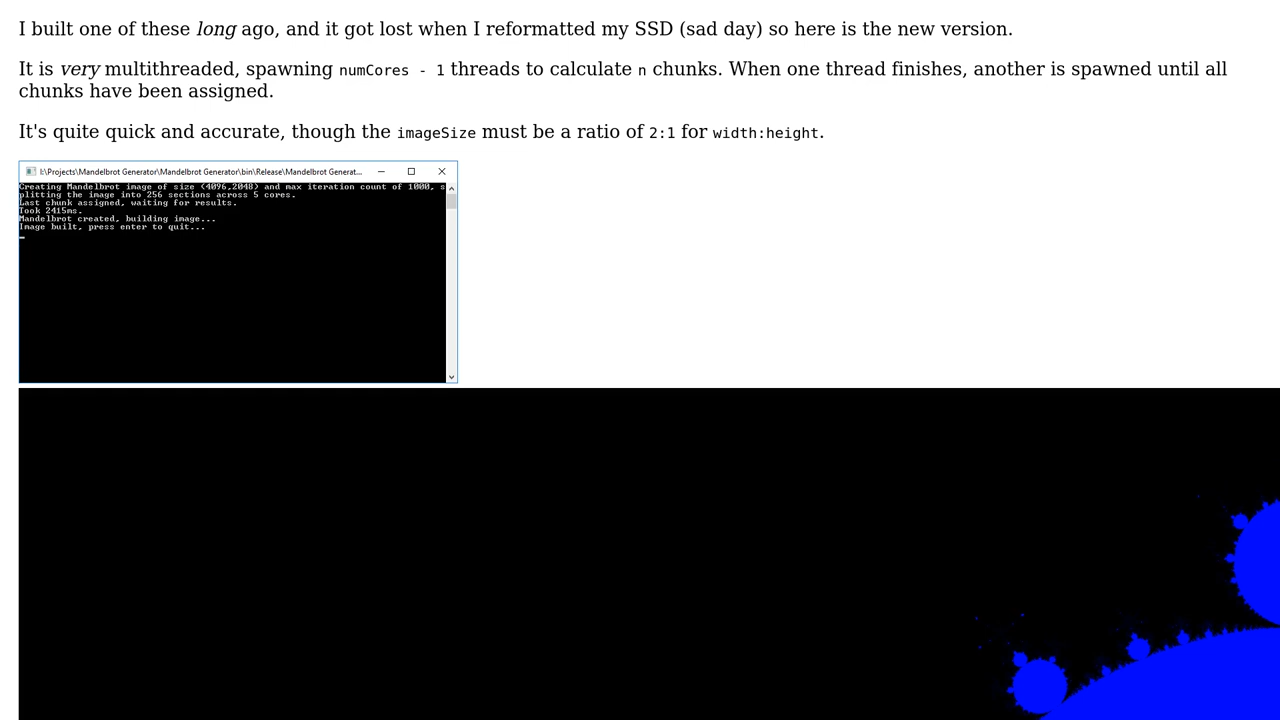 I built one of these long ago, and it got lost when I reformatted my SSD (sad day) so here is the new version.
It is very multithreaded, spawning numCores - 1 threads to calculate n chunks. When one thread finishes, another is spawned until all
chunks have been assigned.
It's quite quick and accurate, though the imageSize must be a ratio of 2:1 for width:height.
I:\Projects\Mandelbrot Generator\Mandelbrot Generator\bin\Release\Mandelbrot Generat...
Creating Mandelbrot image of size (4096,2048) and max iteration count of 1000, s
plitting the image into 256 sections across 5 cores.
Last chunk assigned, waiting for results.
Took 2415ms.
Mandelbrot created, building image...
Image built, press enter to quit...